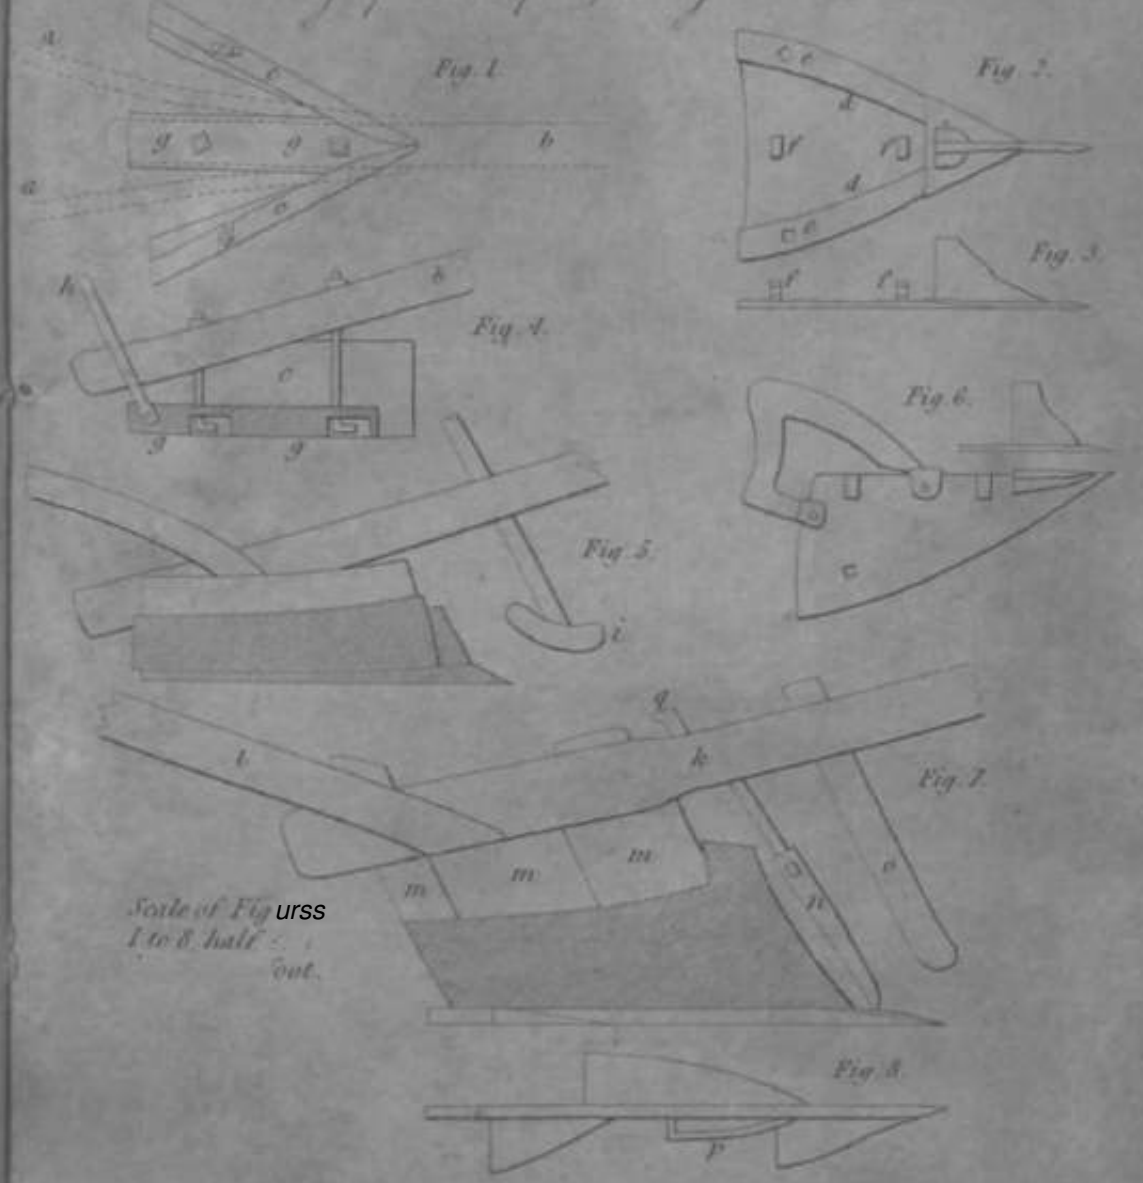 a
Fig. 1.
c
g
g
b
a
c
Fig. 2.
c
e
d
f
f
d
e
Fig. 3.
f
f
h
b
Fig. 4.
c
g
g
Fig. 5.
i
Fig. 6.
l
q
k
Fig. 7.
m
m
m
n
o
Scale of Figurss
1 to 8. half
out.
Fig. 8.
p